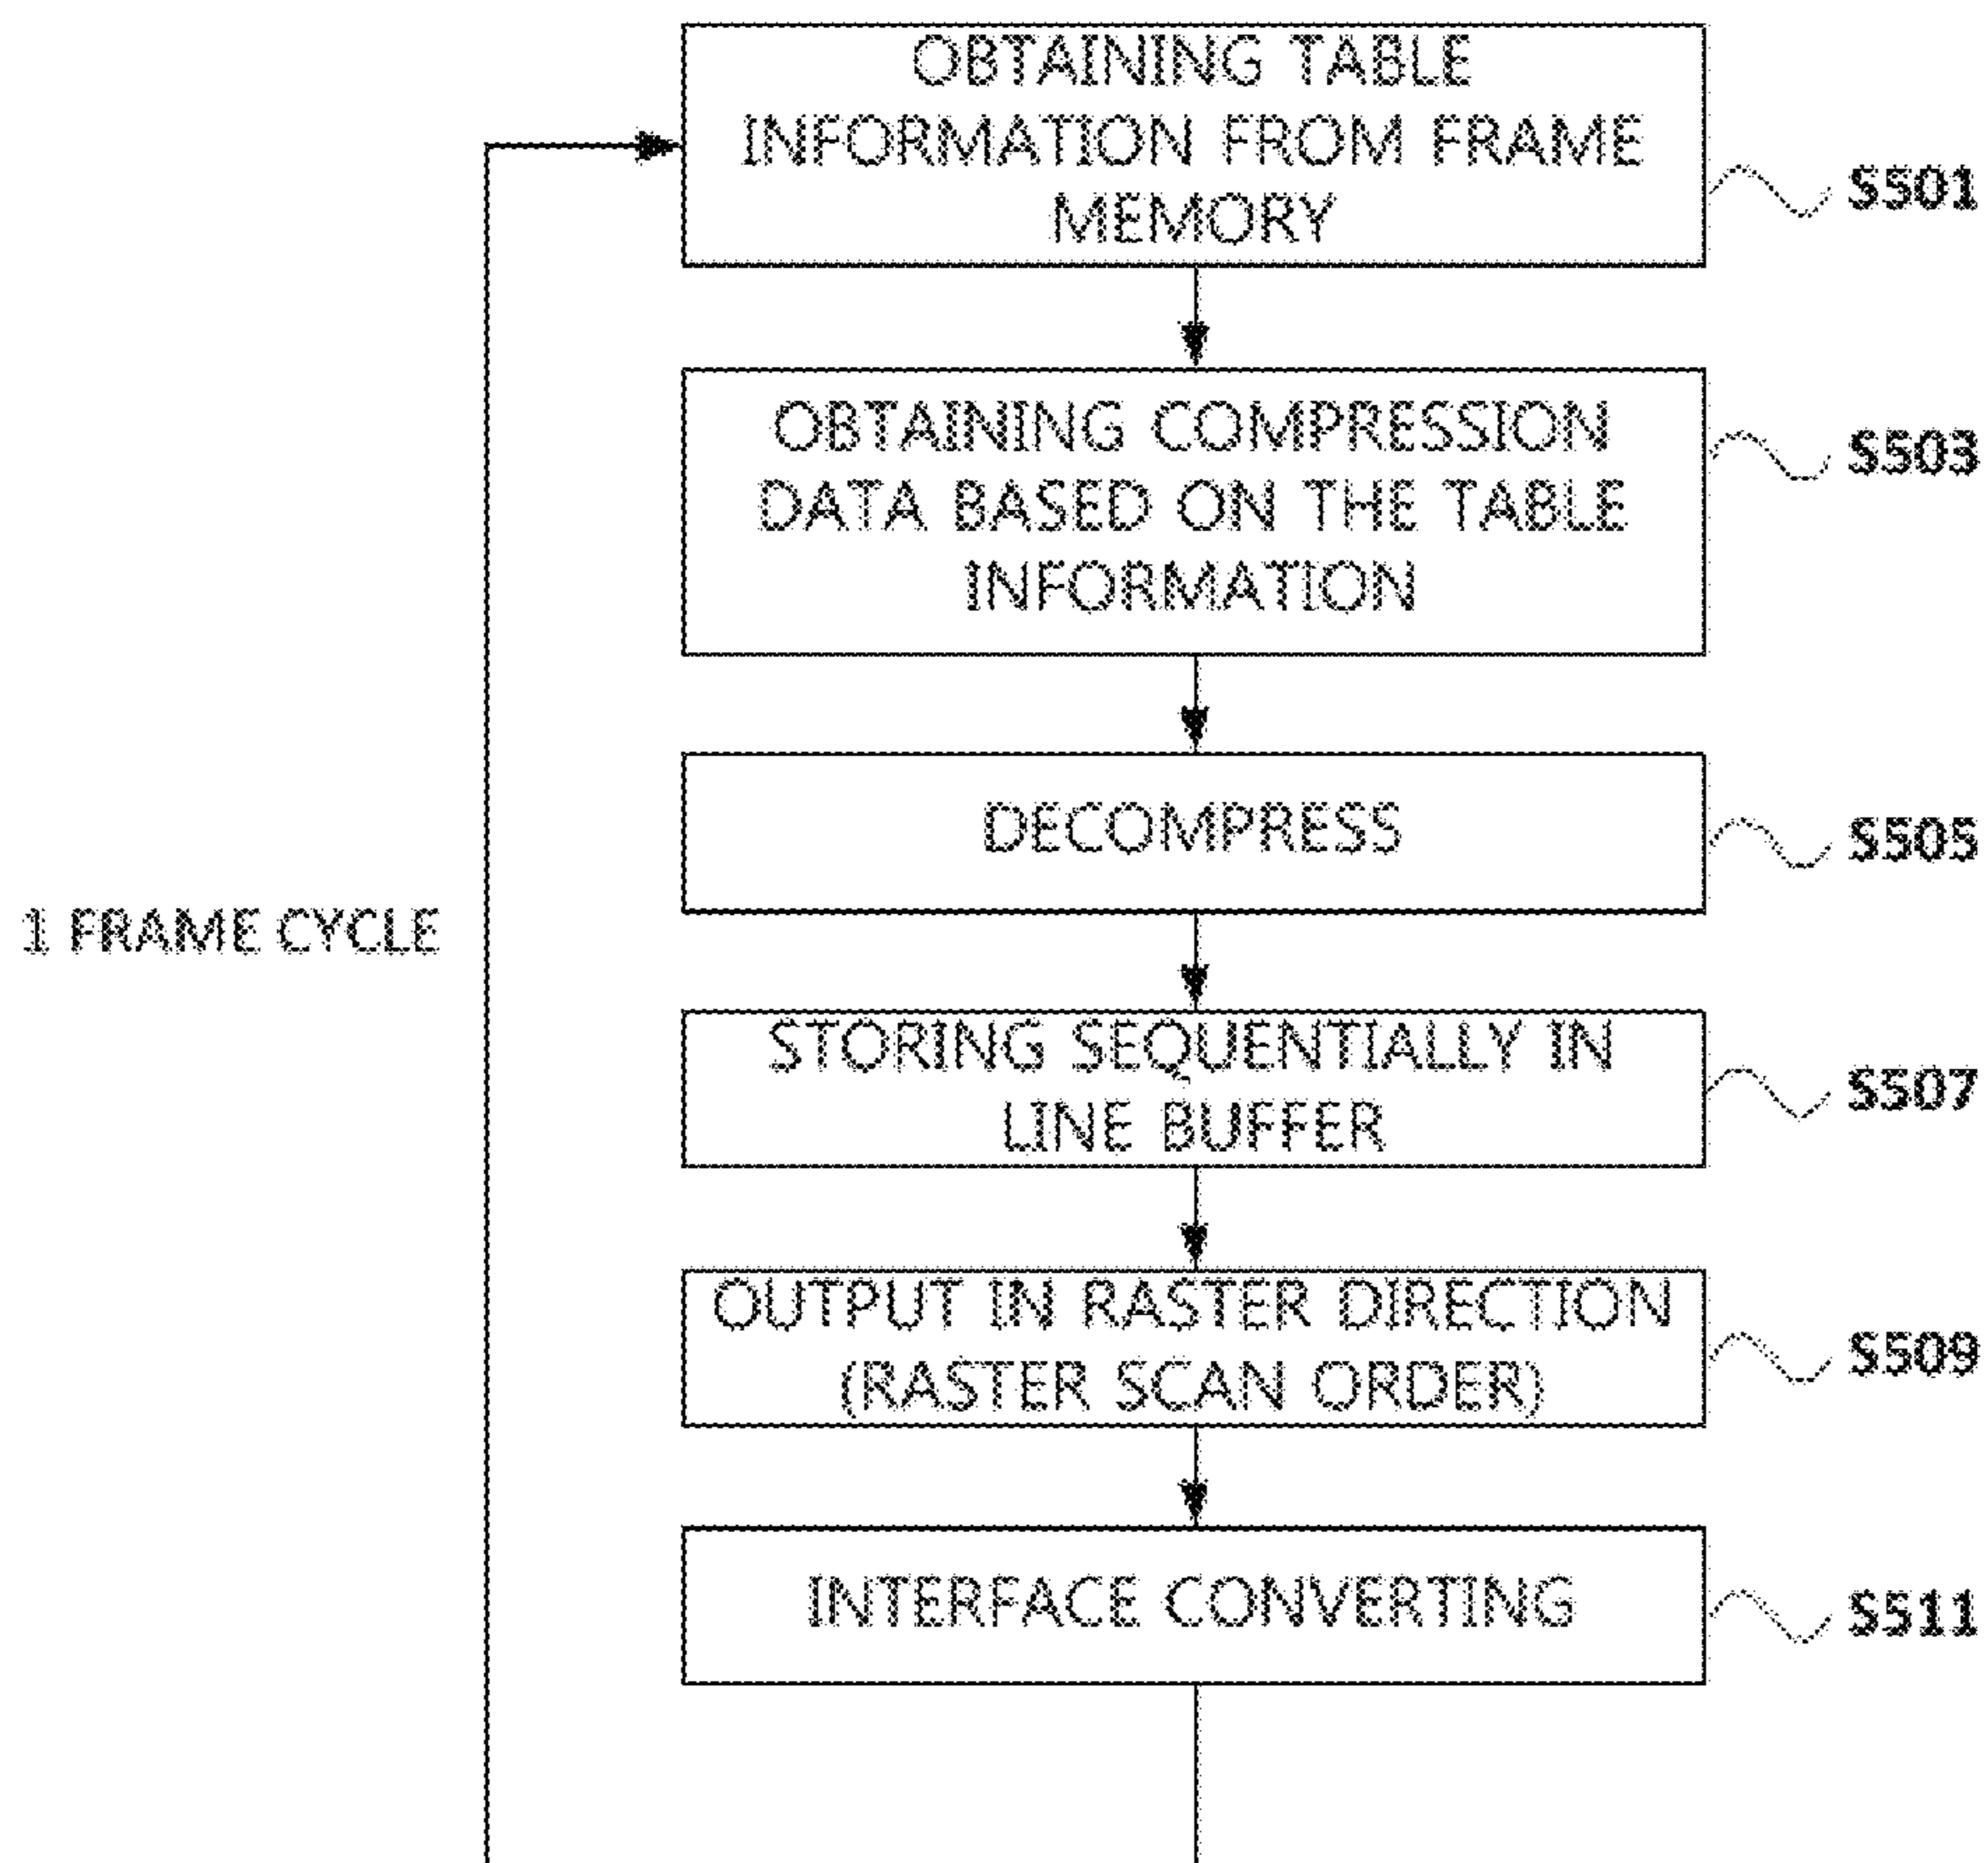 OBTAINING TABLE
INFORMATION FROM FRAME
MEMORY
S501
OBTAINING COMPRESSION
DATA BASED ON THE TABLE
INFORMATION
S503
DECOMPRESS
S505
1 FRAME CYCLE
STORING SEQUENTIALLY IN
LINE BUFFER
S507
OUTPUT IN RASTER DIRECTION
(RASTER SCAN ORDER)
S509
INTERFACE CONVERTING
S511